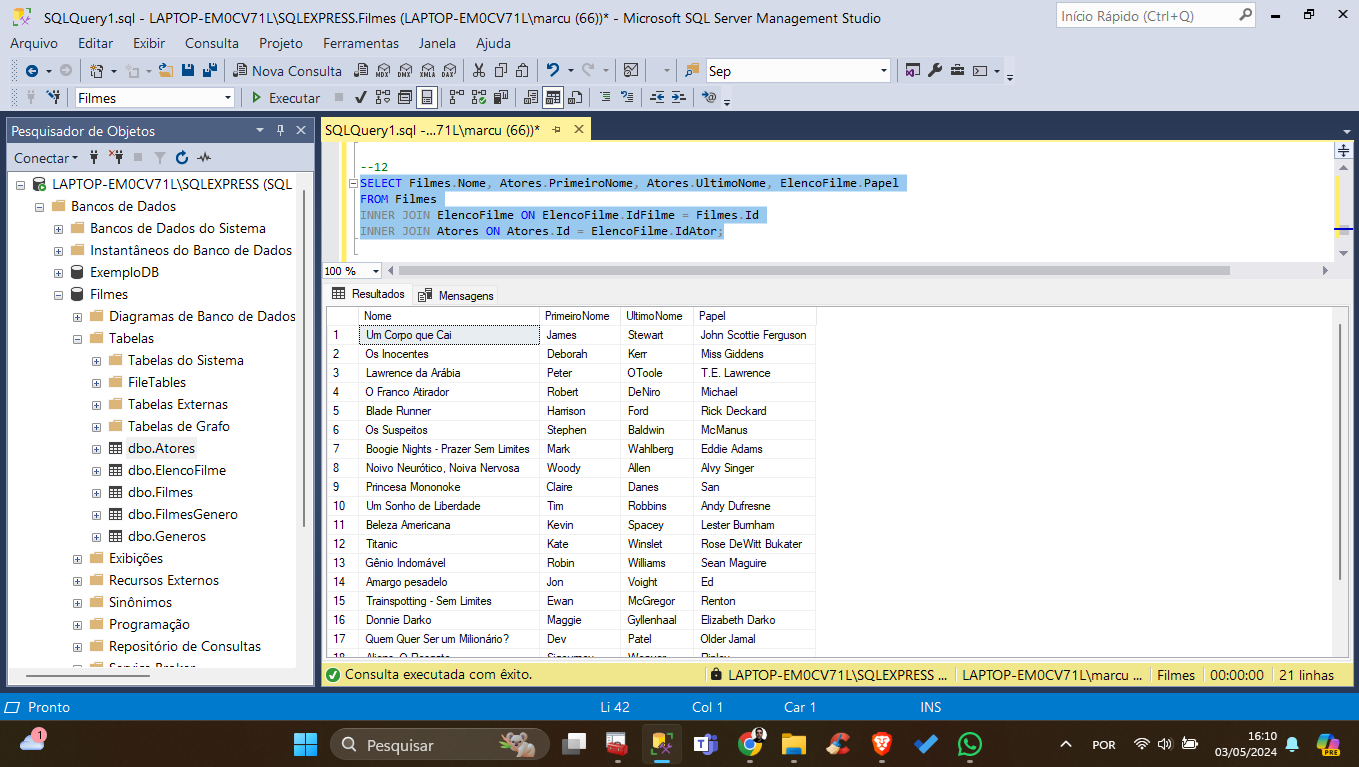 SQLQuery1.sql - LAPTOP-EM0CV71L\SQLEXPRESS.Filmes (LAPTOP-EM0CV71L\marcu (66))* - Microsoft SQL Server Management Studio
Início Rápido (Ctrl+Q)
Arquivo Editar Exibir Consulta Projeto Ferramentas Janela Ajuda
Nova Consulta MDX DMX XMLA DAX Sep
Filmes Executar
Pesquisador de Objetos
Conectar
LAPTOP-EM0CV71L\SQLEXPRESS (SQL
Bancos de Dados
Bancos de Dados do Sistema
Instantâneos do Banco de Dados
ExemploDB
Filmes
Diagramas de Banco de Dados
Tabelas
Tabelas do Sistema
FileTables
Tabelas Externas
Tabelas de Grafo
dbo.Atores
dbo.ElencoFilme
dbo.Filmes
dbo.FilmesGenero
dbo.Generos
Exibições
Recursos Externos
Sinônimos
Programação
Repositório de Consultas
Service Broker
SQLQuery1.sql -...71L\marcu (66))*
--12
SELECT Filmes.Nome, Atores.PrimeiroNome, Atores.UltimoNome, ElencoFilme.Papel
FROM Filmes
INNER JOIN ElencoFilme ON ElencoFilme.IdFilme = Filmes.Id
INNER JOIN Atores ON Atores.Id = ElencoFilme.IdAtor;
100 %
Resultados Mensagens
Nome PrimeiroNome UltimoNome Papel
1 Um Corpo que Cai James Stewart John Scottie Ferguson
2 Os Inocentes Deborah Kerr Miss Giddens
3 Lawrence da Arábia Peter OToole T.E. Lawrence
4 O Franco Atirador Robert DeNiro Michael
5 Blade Runner Harrison Ford Rick Deckard
6 Os Suspeitos Stephen Baldwin McManus
7 Boogie Nights - Prazer Sem Limites Mark Wahlberg Eddie Adams
8 Noivo Neurótico, Noiva Nervosa Woody Allen Alvy Singer
9 Princesa Mononoke Claire Danes San
10 Um Sonho de Liberdade Tim Robbins Andy Dufresne
11 Beleza Americana Kevin Spacey Lester Burnham
12 Titanic Kate Winslet Rose DeWitt Bukater
13 Gênio Indomável Robin Williams Sean Maguire
14 Amargo pesadelo Jon Voight Ed
15 Trainspotting - Sem Limites Ewan McGregor Renton
16 Donnie Darko Maggie Gyllenhaal Elizabeth Darko
17 Quem Quer Ser um Milionário? Dev Patel Older Jamal
Consulta executada com êxito.
LAPTOP-EM0CV71L\SQLEXPRESS ... LAPTOP-EM0CV71L\marcu ... Filmes 00:00:00 21 linhas
Pronto Li 42 Col 1 Car 1 INS
1
Pesquisar
POR
16:10
03/05/2024
PRE